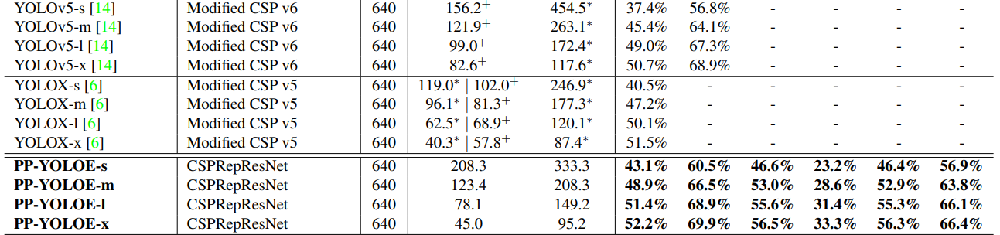 YOLOv5-s [14] Modified CSP v6 640 156.2+ 454.5* 37.4% 56.8% - - - -
YOLOv5-m [14] Modified CSP v6 640 121.9+ 263.1* 45.4% 64.1% - - - -
YOLOv5-l [14] Modified CSP v6 640 99.0+ 172.4* 49.0% 67.3% - - - -
YOLOv5-x [14] Modified CSP v6 640 82.6+ 117.6* 50.7% 68.9% - - - -
YOLOX-s [6] Modified CSP v5 640 119.0* | 102.0+ 246.9* 40.5% - - - - -
YOLOX-m [6] Modified CSP v5 640 96.1* | 81.3+ 177.3* 47.2% - - - - -
YOLOX-l [6] Modified CSP v5 640 62.5* | 68.9+ 120.1* 50.1% - - - - -
YOLOX-x [6] Modified CSP v5 640 40.3* | 57.8+ 87.4* 51.5% - - - - -
PP-YOLOE-s CSPRepResNet 640 208.3 333.3 43.1% 60.5% 46.6% 23.2% 46.4% 56.9%
PP-YOLOE-m CSPRepResNet 640 123.4 208.3 48.9% 66.5% 53.0% 28.6% 52.9% 63.8%
PP-YOLOE-l CSPRepResNet 640 78.1 149.2 51.4% 68.9% 55.6% 31.4% 55.3% 66.1%
PP-YOLOE-x CSPRepResNet 640 45.0 95.2 52.2% 69.9% 56.5% 33.3% 56.3% 66.4%